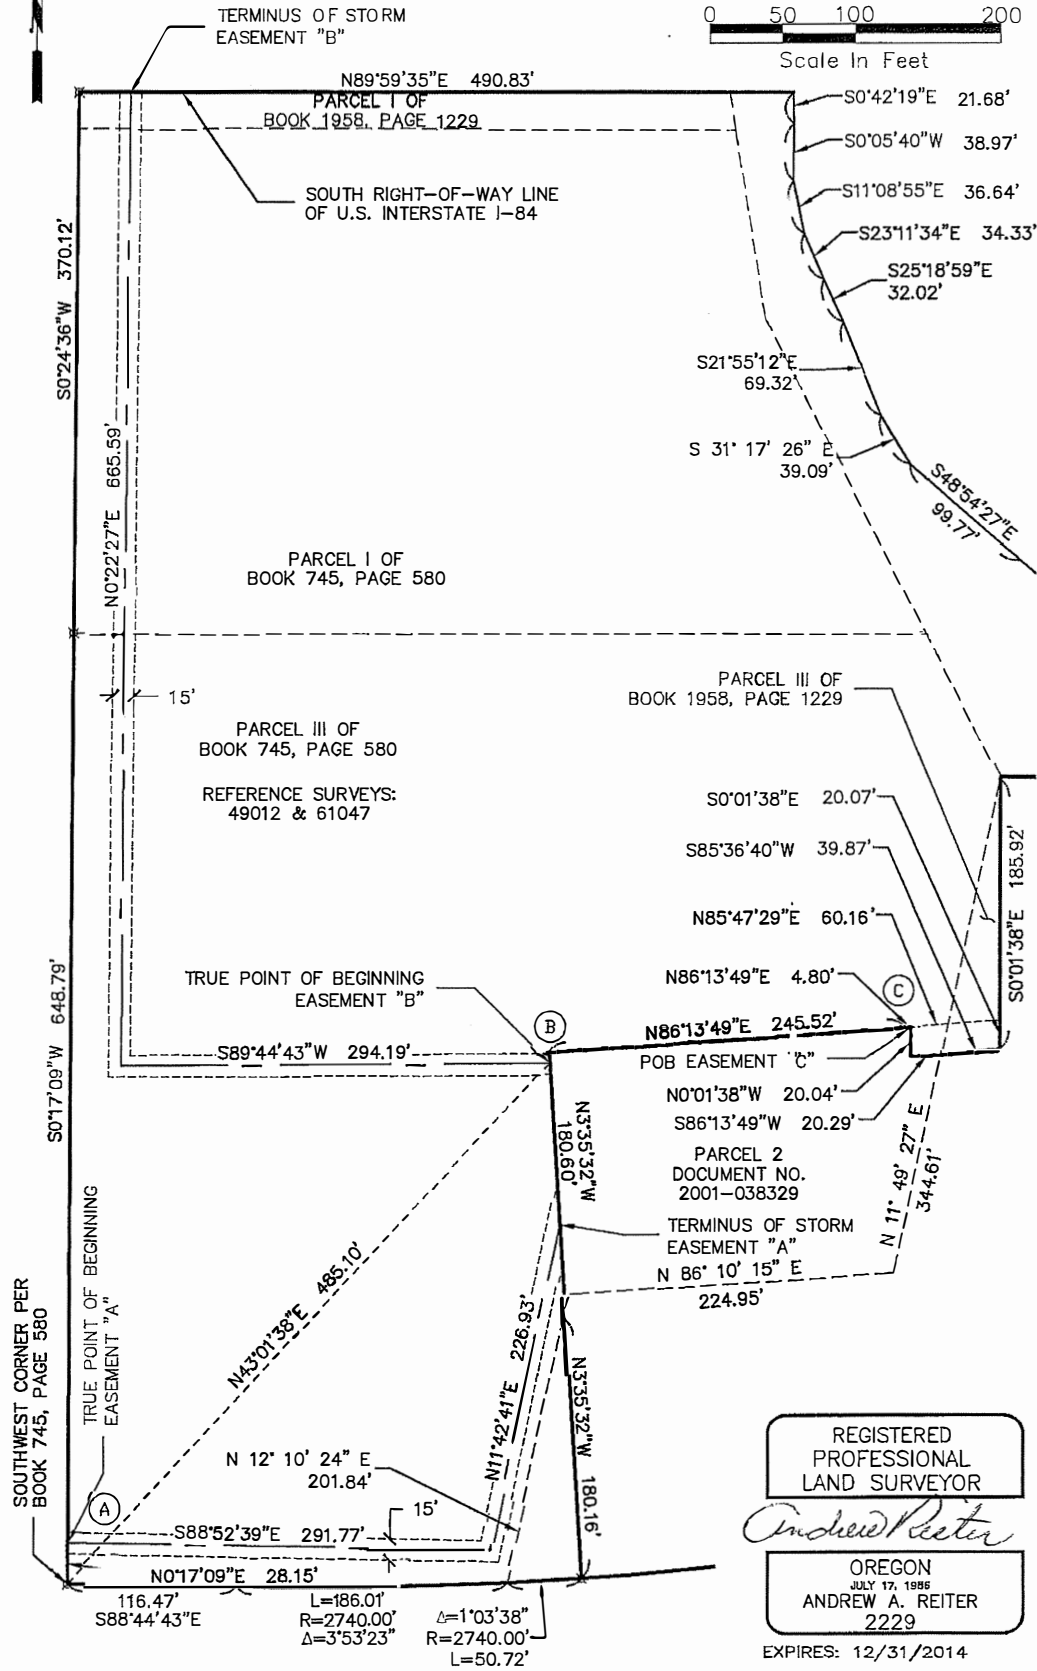 N
TERMINUS OF STORM
EASEMENT "B"
0 50 100 200
Scale In Feet
N89°59'35"E 490.83'
PARCEL I OF
BOOK 1958, PAGE 1229
SOUTH RIGHT-OF-WAY LINE
OF U.S. INTERSTATE I-84
S0°42'19"E 21.68'
S0°05'40"W 38.97'
S11°08'55"E 36.64'
S23°11'34"E 34.33'
S25°18'59"E
32.02'
S21°55'12"E
69.32'
S 31° 17' 26" E
39.09'
S48°54'27"E
99.77'
S0°24'36"W 370.12'
N0°22'27"E 665.59'
PARCEL I OF
BOOK 745, PAGE 580
15'
PARCEL III OF
BOOK 745, PAGE 580
REFERENCE SURVEYS:
49012 & 61047
PARCEL III OF
BOOK 1958, PAGE 1229
S0°01'38"E 20.07'
S85°36'40"W 39.87'
N85°47'29"E 60.16'
N86°13'49"E 4.80'
S0°01'38"E 185.92'
TRUE POINT OF BEGINNING
EASEMENT "B"
B
C
N86°13'49"E 245.52'
S89°44'43"W 294.19'
POB EASEMENT "C"
N0°01'38"W 20.04'
S86°13'49"W 20.29'
S0°17'09"W 648.79'
N3°35'32"W
180.60'
PARCEL 2
DOCUMENT NO.
2001-038329
N 11° 49' 27" E
344.61'
TERMINUS OF STORM
EASEMENT "A"
N 86° 10' 15" E
224.95'
TRUE POINT OF BEGINNING
EASEMENT "A"
SOUTHWEST CORNER PER
BOOK 745, PAGE 580
N43°01'38"E 485.10'
N11°42'41"E 226.93'
N3°35'32"W 180.16'
N 12° 10' 24" E
201.84'
A
15'
S88°52'39"E 291.77'
N0°17'09"E 28.15'
116.47'
S88°44'43"E
L=186.01'
R=2740.00'
Δ=3°53'23"
Δ=1°03'38"
R=2740.00'
L=50.72'
REGISTERED
PROFESSIONAL
LAND SURVEYOR
Andrew Reiter
OREGON
JULY 17, 1986
ANDREW A. REITER
2229
EXPIRES: 12/31/2014